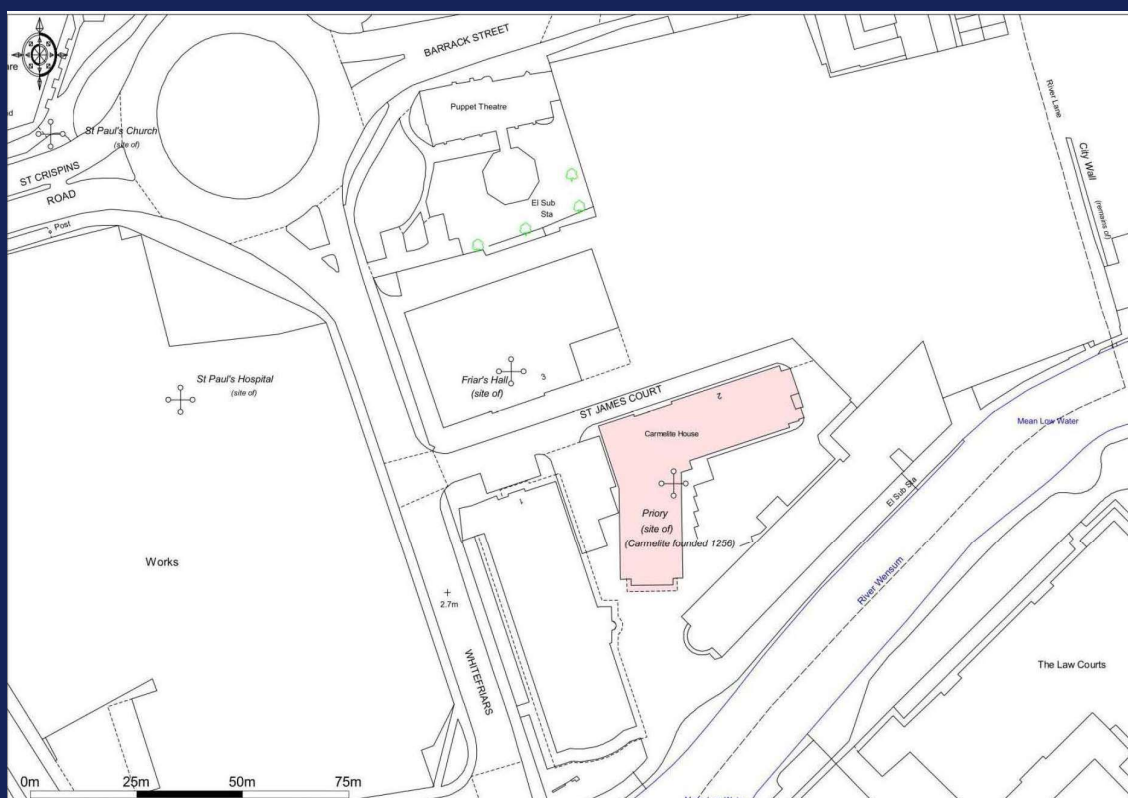 BARRACK STREET
Puppet Theatre
are
St Paul's Church
(site of)
ST CRISPINS
ROAD
Post
River Lane
City Wall
(remains of)
El Sub
Sta
St Paul's Hospital
(site of)
Friar's Hall
(site of)
3
ST JAMES COURT
2
Carmelite House
Mean Low Water
El Sub Sta
1
Priory
(site of)
(Carmelite founded 1256)
Works
2.7m
River Wensum
WHITEFRIARS
The Law Courts
0m 25m 50m 75m